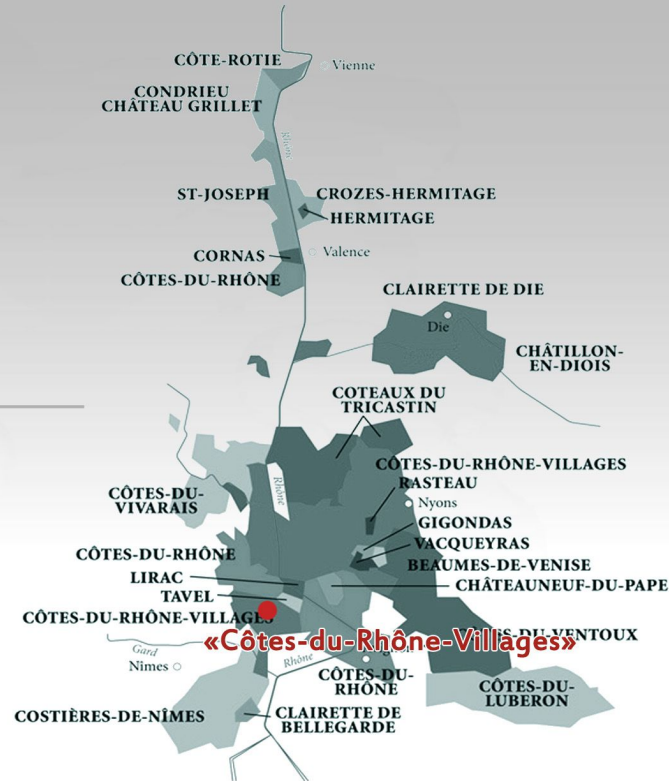 CÔTE-ROTIE
Vienne
CONDRIEU
CHÂTEAU GRILLET
Rhône
ST-JOSEPH
CROZES-HERMITAGE
HERMITAGE
CORNAS
Valence
CÔTES-DU-RHÔNE
CLAIRETTE DE DIE
Die
CHÂTILLON-
EN-DIOIS
COTEAUX DU
TRICASTIN
CÔTES-DU-RHÔNE-VILLAGES
RASTEAU
Rhône
CÔTES-DU-
VIVARAIS
Nyons
GIGONDAS
VACQUEYRAS
CÔTES-DU-RHÔNE
BEAUMES-DE-VENISE
LIRAC
CHÂTEAUNEUF-DU-PAPE
TAVEL
CÔTES-DU-RHÔNE-VILLAGES
DU-VENTOUX
«Côtes-du-Rhône-Villages»
Gard
Nîmes
Rhône
CÔTES-DU-
RHÔNE
CÔTES-DU-
LUBERON
COSTIÈRES-DE-NÎMES
CLAIRETTE DE
BELLEGARDE